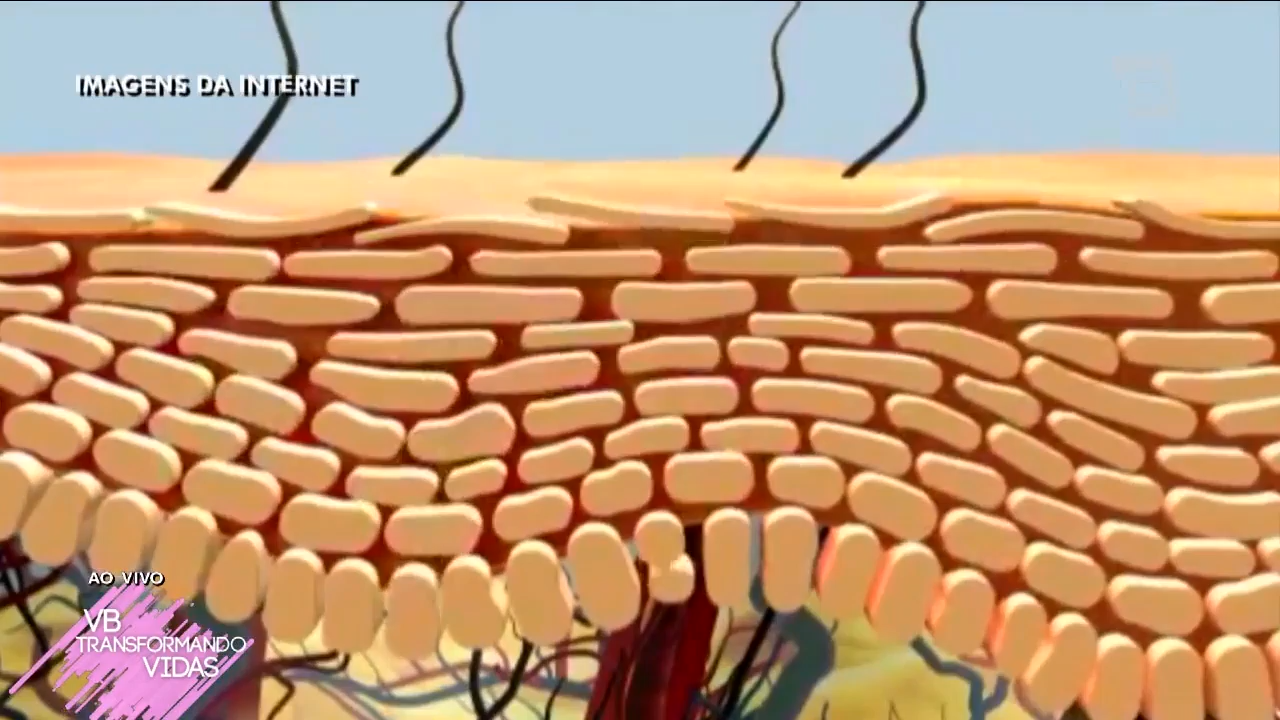 IMAGENS DA INTERNET
AO VIVO
VB
TRANSFORMANDO
VIDAS